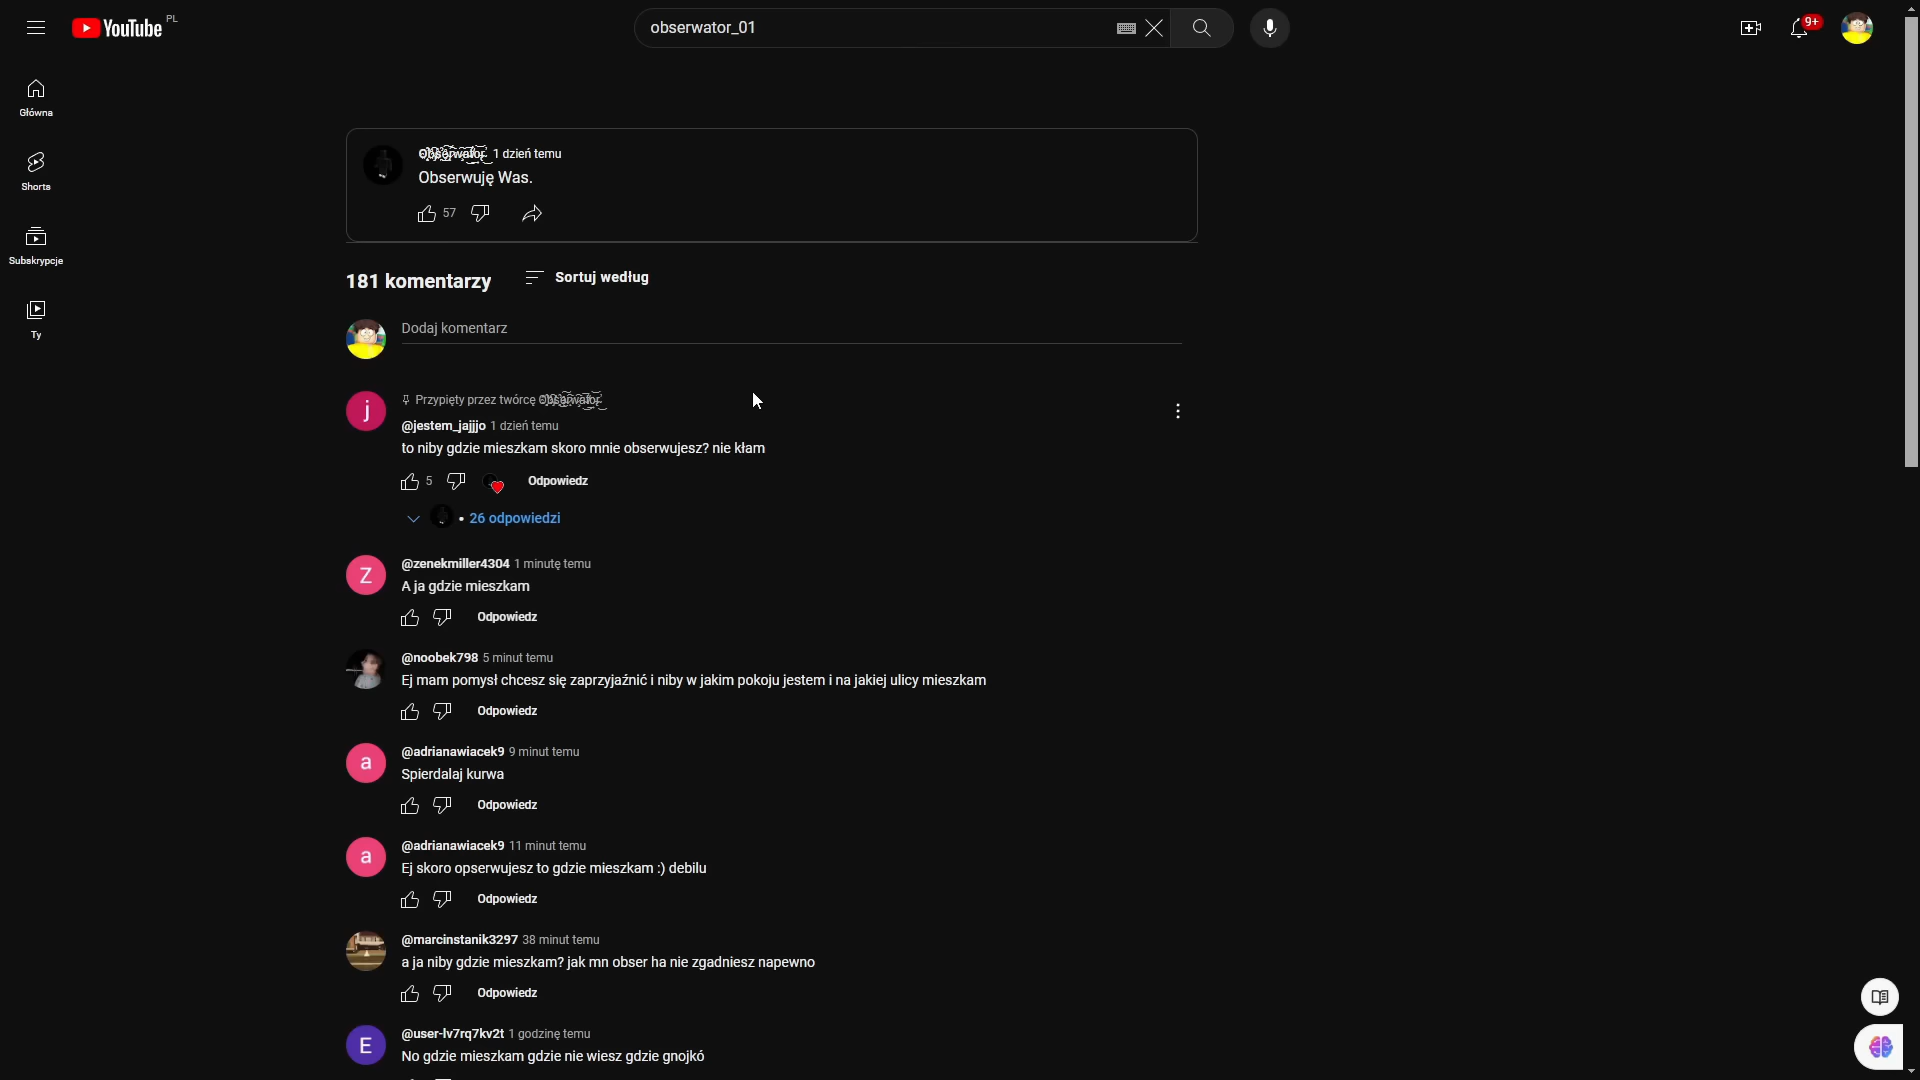 YouTube PL
obserwator_01
9+
Główna
Shorts
Subskrypcje
Ty
Obserwator 1 dzień temu
Obserwuję Was.
57
181 komentarzy
Sortuj według
Dodaj komentarz
Przypięty przez twórcę Obserwator
@jestem_jajjjo 1 dzień temu
to niby gdzie mieszkam skoro mnie obserwujesz? nie kłam
5 Odpowiedz
• 26 odpowiedzi
@zenekmiller4304 1 minutę temu
A ja gdzie mieszkam
Odpowiedz
@noobek798 5 minut temu
Ej mam pomysł chcesz się zaprzyjaźnić i niby w jakim pokoju jestem i na jakiej ulicy mieszkam
Odpowiedz
@adrianawiacek9 9 minut temu
Spierdalaj kurwa
Odpowiedz
@adrianawiacek9 11 minut temu
Ej skoro opserwujesz to gdzie mieszkam :) debilu
Odpowiedz
@marcinstanik3297 38 minut temu
a ja niby gdzie mieszkam? jak mn obser ha nie zgadniesz napewno
Odpowiedz
@user-lv7rq7kv2t 1 godzinę temu
No gdzie mieszkam gdzie nie wiesz gdzie gnojkó
j
Z
a
a
E